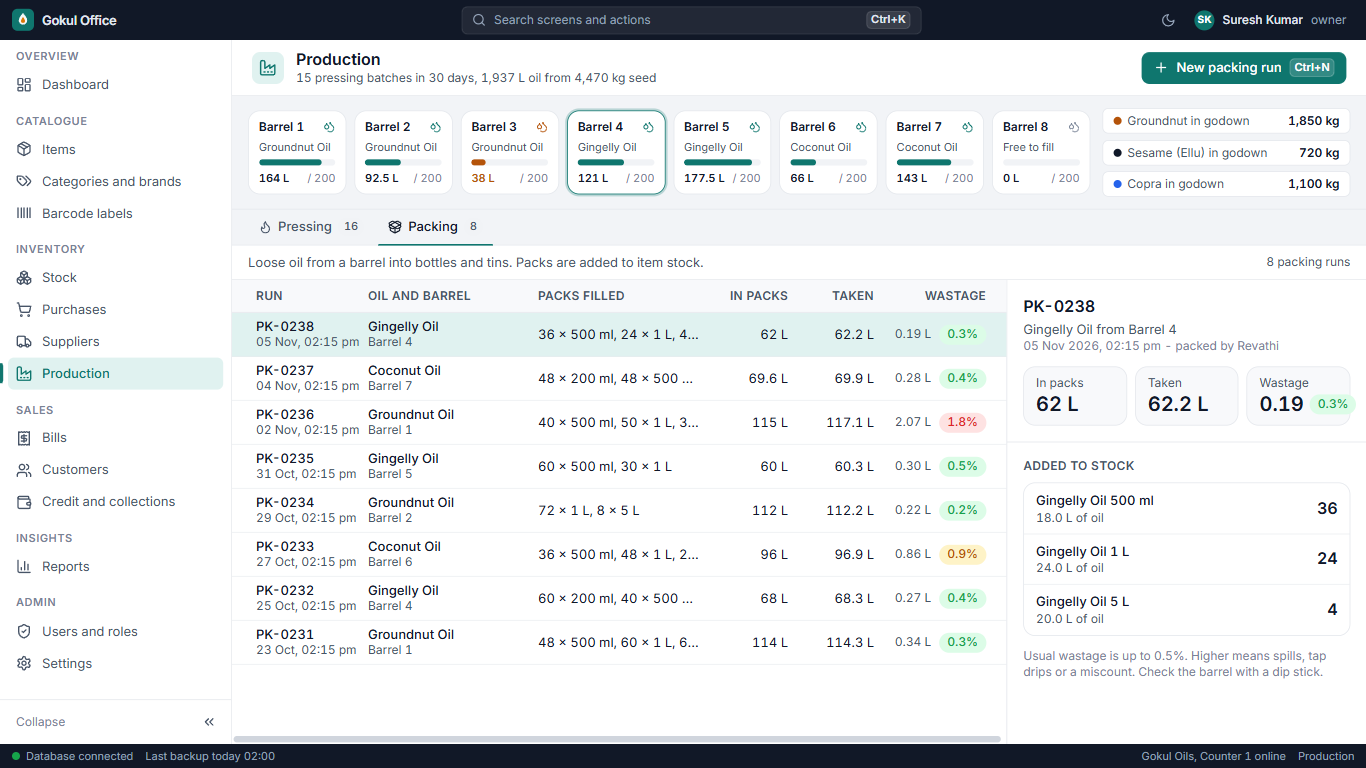 Gokul Office
Search screens and actions
Ctrl+K
SK
Suresh Kumar owner
OVERVIEW
Dashboard
CATALOGUE
Items
Categories and brands
Barcode labels
INVENTORY
Stock
Purchases
Suppliers
Production
SALES
Bills
Customers
Credit and collections
INSIGHTS
Reports
ADMIN
Users and roles
Settings
Collapse
Production
15 pressing batches in 30 days, 1,937 L oil from 4,470 kg seed
New packing run Ctrl+N
Barrel 1
Groundnut Oil
164 L / 200
Barrel 2
Groundnut Oil
92.5 L / 200
Barrel 3
Groundnut Oil
38 L / 200
Barrel 4
Gingelly Oil
121 L / 200
Barrel 5
Gingelly Oil
177.5 L / 200
Barrel 6
Coconut Oil
66 L / 200
Barrel 7
Coconut Oil
143 L / 200
Barrel 8
Free to fill
0 L / 200
Groundnut in godown 1,850 kg
Sesame (Ellu) in godown 720 kg
Copra in godown 1,100 kg
Pressing 16
Packing 8
Loose oil from a barrel into bottles and tins. Packs are added to item stock.
8 packing runs
RUN OIL AND BARREL PACKS FILLED IN PACKS TAKEN WASTAGE
PK-0238 Gingelly Oil 36 × 500 ml, 24 × 1 L, 4... 62 L 62.2 L 0.19 L 0.3%
05 Nov, 02:15 pm Barrel 4
PK-0237 Coconut Oil 48 × 200 ml, 48 × 500 ... 69.6 L 69.9 L 0.28 L 0.4%
04 Nov, 02:15 pm Barrel 7
PK-0236 Groundnut Oil 40 × 500 ml, 50 × 1 L, 3... 115 L 117.1 L 2.07 L 1.8%
02 Nov, 02:15 pm Barrel 1
PK-0235 Gingelly Oil 60 × 500 ml, 30 × 1 L 60 L 60.3 L 0.30 L 0.5%
31 Oct, 02:15 pm Barrel 5
PK-0234 Groundnut Oil 72 × 1 L, 8 × 5 L 112 L 112.2 L 0.22 L 0.2%
29 Oct, 02:15 pm Barrel 2
PK-0233 Coconut Oil 36 × 500 ml, 48 × 1 L, 2... 96 L 96.9 L 0.86 L 0.9%
27 Oct, 02:15 pm Barrel 6
PK-0232 Gingelly Oil 60 × 200 ml, 40 × 500 ... 68 L 68.3 L 0.27 L 0.4%
25 Oct, 02:15 pm Barrel 4
PK-0231 Groundnut Oil 48 × 500 ml, 60 × 1 L, 6... 114 L 114.3 L 0.34 L 0.3%
23 Oct, 02:15 pm Barrel 1
PK-0238
Gingelly Oil from Barrel 4
05 Nov 2026, 02:15 pm - packed by Revathi
In packs
62 L
Taken
62.2 L
Wastage
0.19 0.3%
ADDED TO STOCK
Gingelly Oil 500 ml 36
18.0 L of oil
Gingelly Oil 1 L 24
24.0 L of oil
Gingelly Oil 5 L 4
20.0 L of oil
Usual wastage is up to 0.5%. Higher means spills, tap
drips or a miscount. Check the barrel with a dip stick.
Database connected Last backup today 02:00
Gokul Oils, Counter 1 online Production